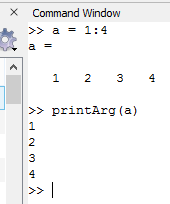 Command Window
>> a = 1:4
a =
1 2 3 4
>> printArg(a)
1
2
3
4
>>